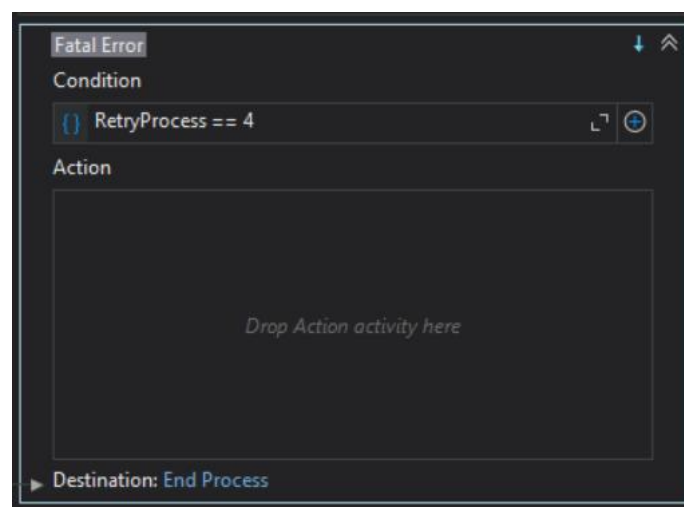 Fatal Error
Condition
{} RetryProcess == 4
Action
Drop Action activity here
Destination: End Process